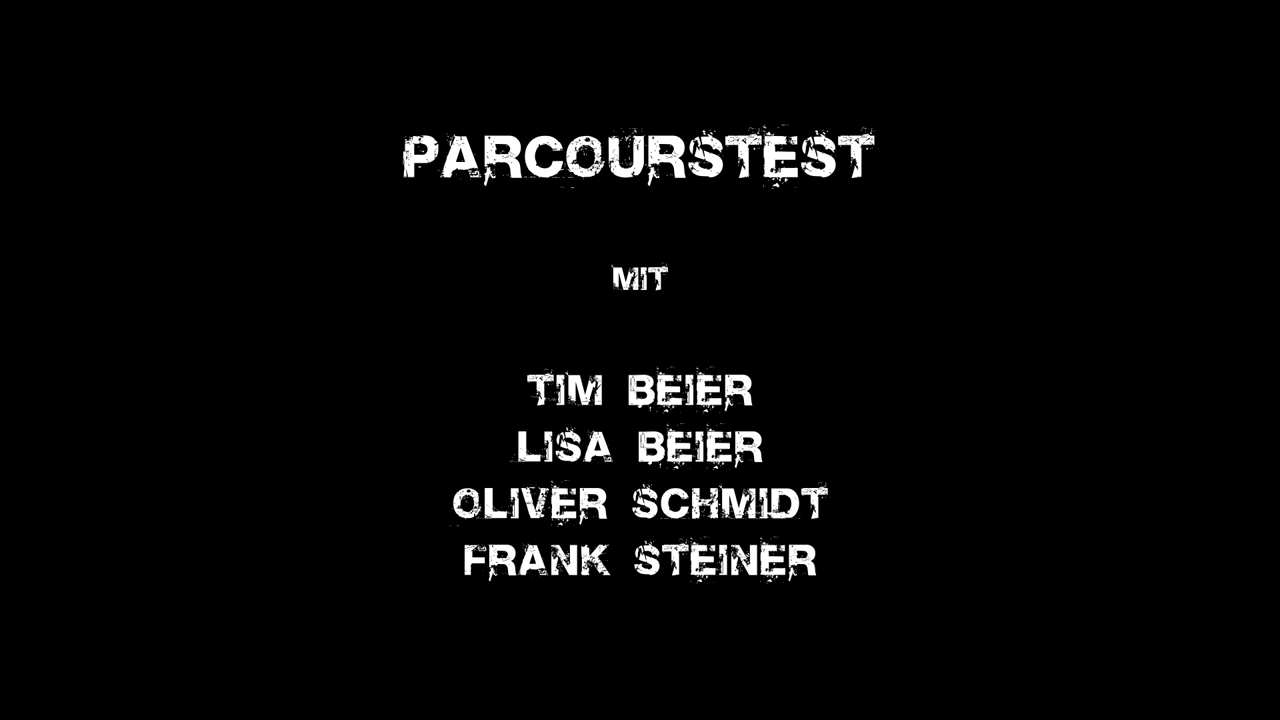 PARCOURSTEST
MIT
TIM BEIER
LISA BEIER
OLIVER SCHMIDT
FRANK STEINER